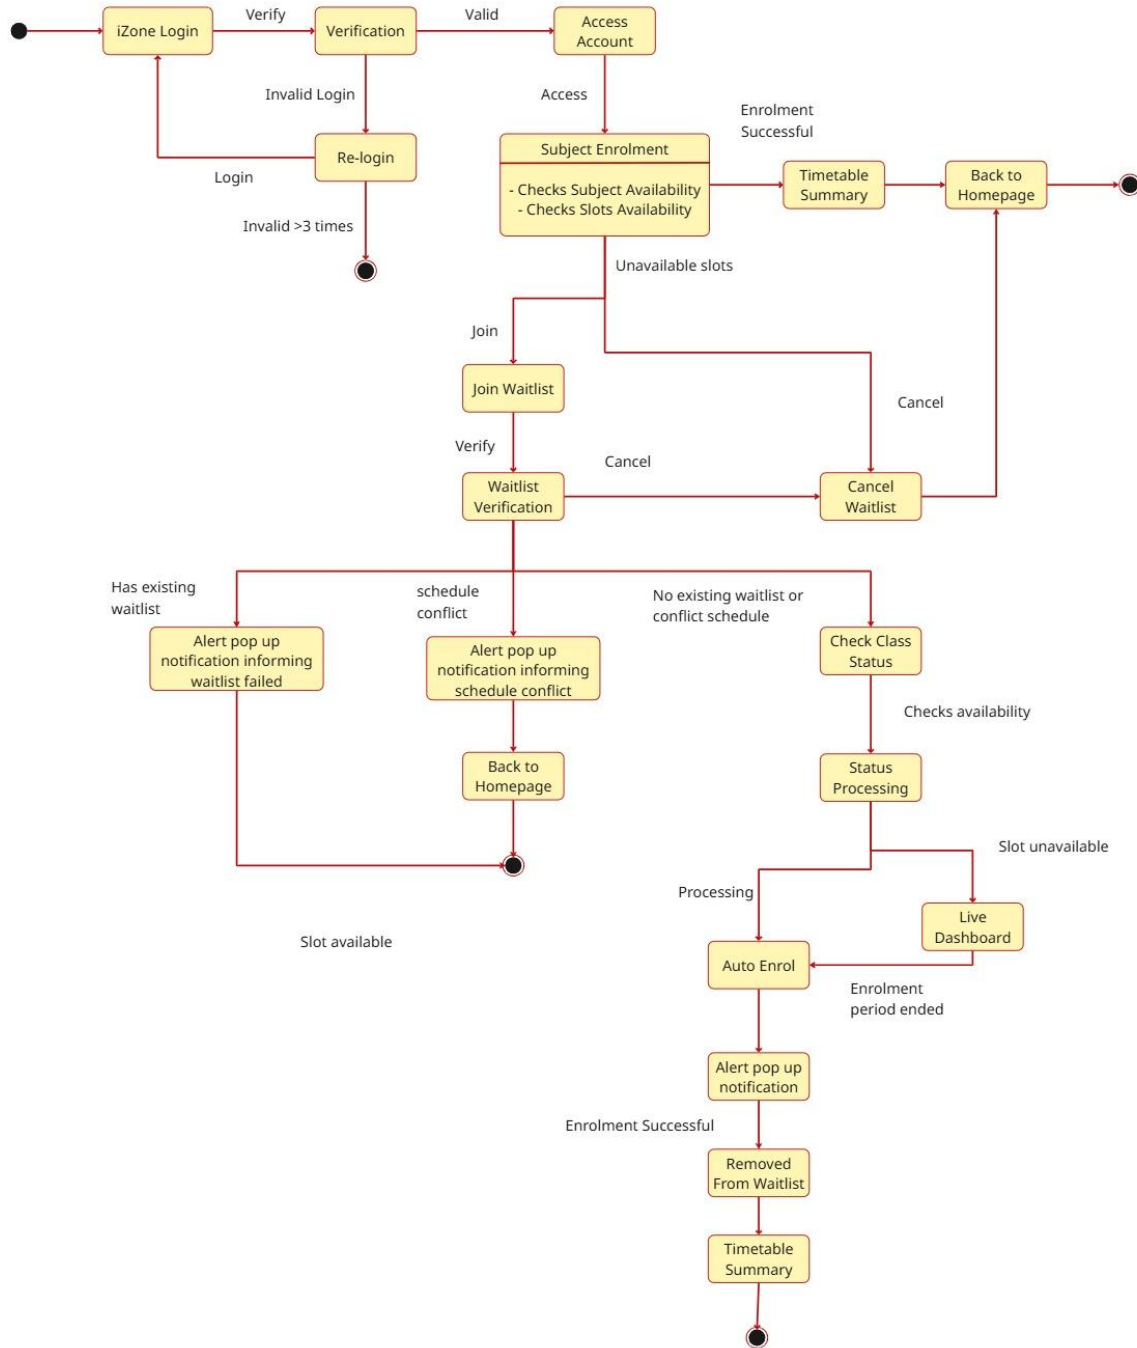 Verify
Valid
iZone Login
Verification
Access
Account
Invalid Login
Access
Enrolment
Successful
Re-login
Login
Subject Enrolment
- Checks Subject Availability
- Checks Slots Availability
Timetable
Summary
Back to
Homepage
Invalid >3 times
Unavailable slots
Join
Join Waitlist
Cancel
Verify
Cancel
Waitlist
Verification
Cancel
Waitlist
Has existing
waitlist
schedule
conflict
No existing waitlist or
conflict schedule
Alert pop up
notification informing
waitlist failed
Alert pop up
notification informing
schedule conflict
Check Class
Status
Checks availability
Back to
Homepage
Status
Processing
Slot unavailable
Processing
Live
Dashboard
Slot available
Auto Enrol
Enrolment
period ended
Alert pop up
notification
Enrolment Successful
Removed
From Waitlist
Timetable
Summary